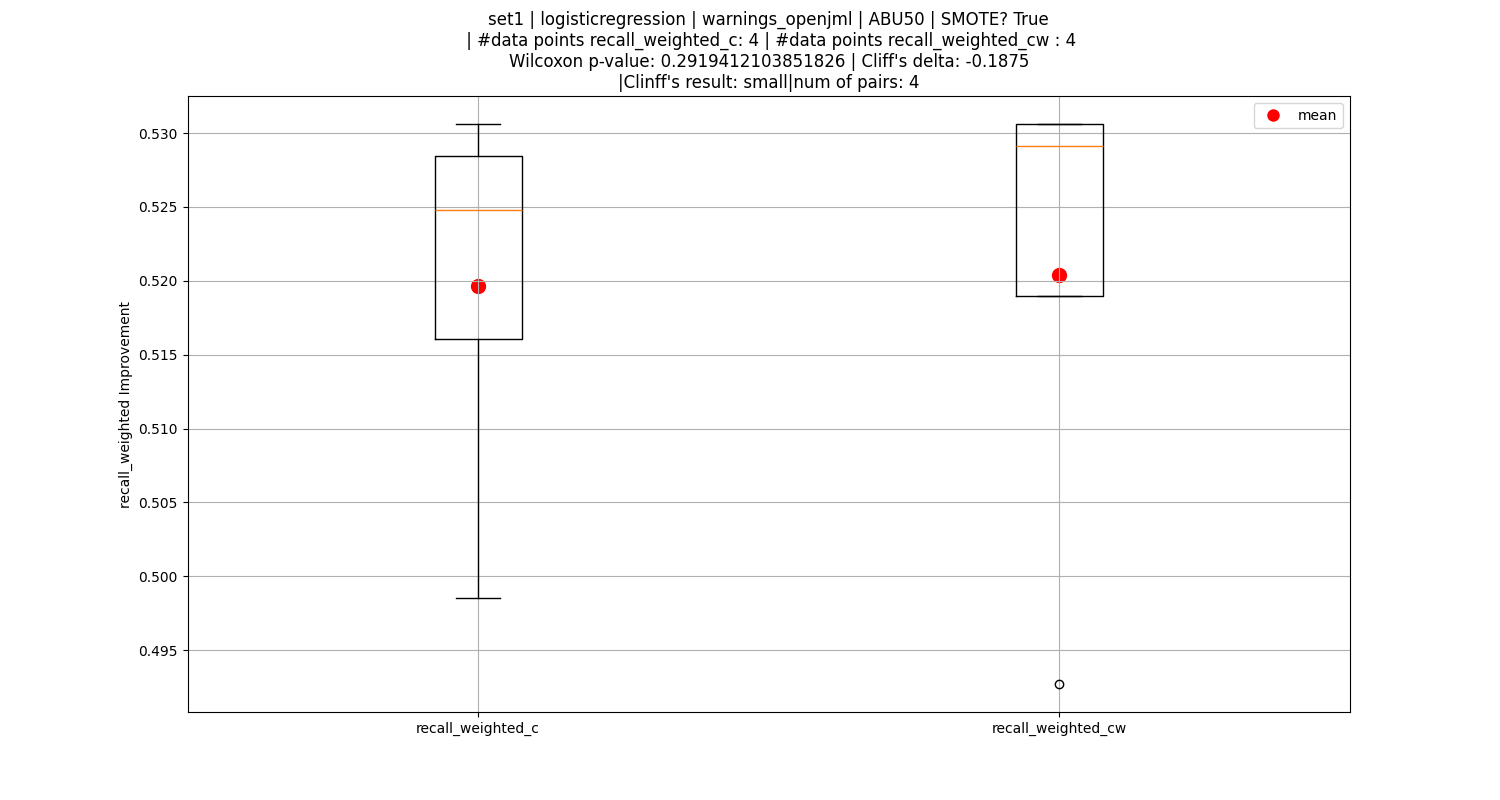 set1 | logisticregression | warnings_openjml | ABU50 | SMOTE? True
| #data points recall_weighted_c: 4 | #data points recall_weighted_cw : 4
Wilcoxon p-value: 0.2919412103851826 | Cliff's delta: -0.1875
|Clinff's result: small|num of pairs: 4
mean
0.530
0.525
0.520
0.515
0.510
0.505
0.500
0.495
recall_weighted Improvement
recall_weighted_c
recall_weighted_cw